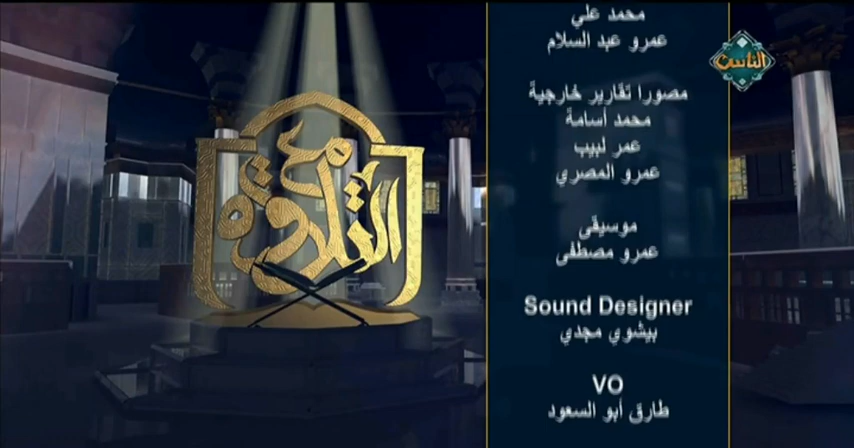 مع التلاوة
الناس
محمد علي
عمرو عبد السلام
مصورا تقارير خارجية
محمد أسامة
عمر لبيب
عمرو المصري
موسيقى
عمرو مصطفى
Sound Designer
بيشوي مجدي
VO
طارق أبو السعود